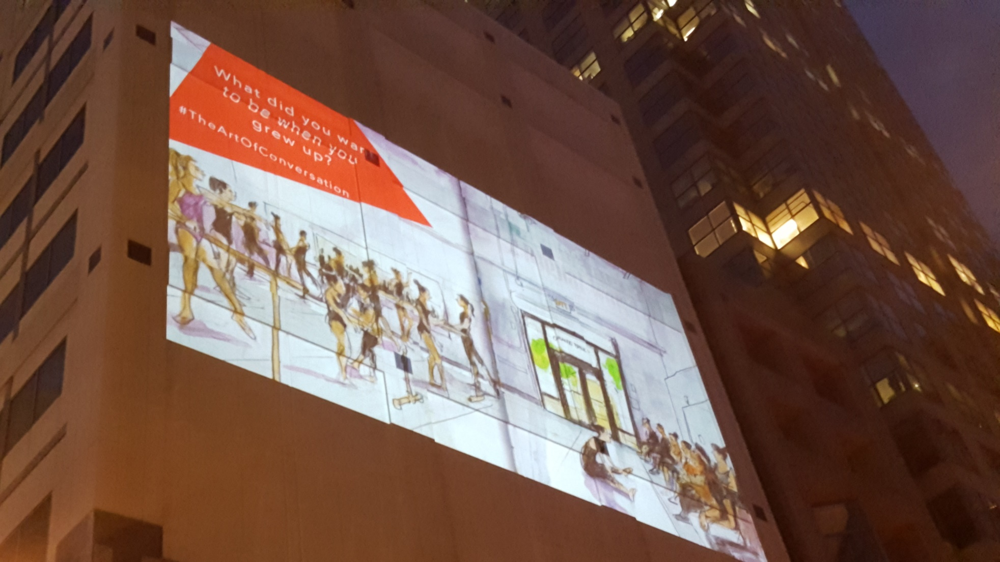 What did you want
to be when you
grew up?
#TheArtOfConversation